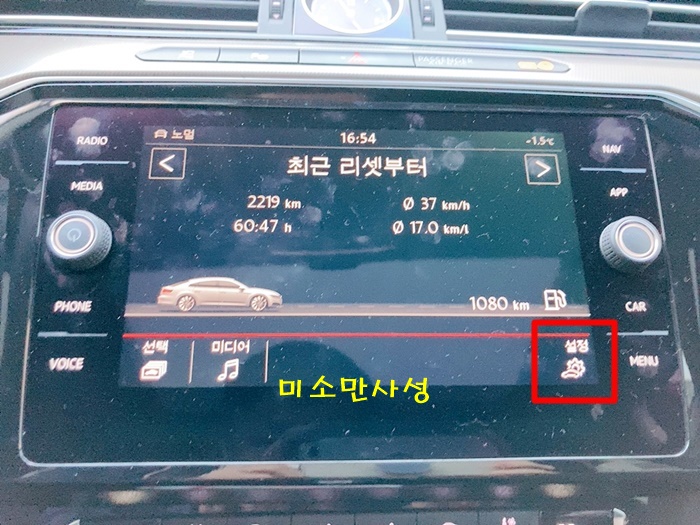 PASSENGER
RADIO
MEDIA
PHONE
VOICE
노멀
16:54
-1.5℃
<
최근 리셋부터
>
2219 km
Ø 37 km/h
60:47 h
Ø 17.0 km/l
1080 km
선택
미디어
설정
NAV
APP
CAR
MENU
미소만사성